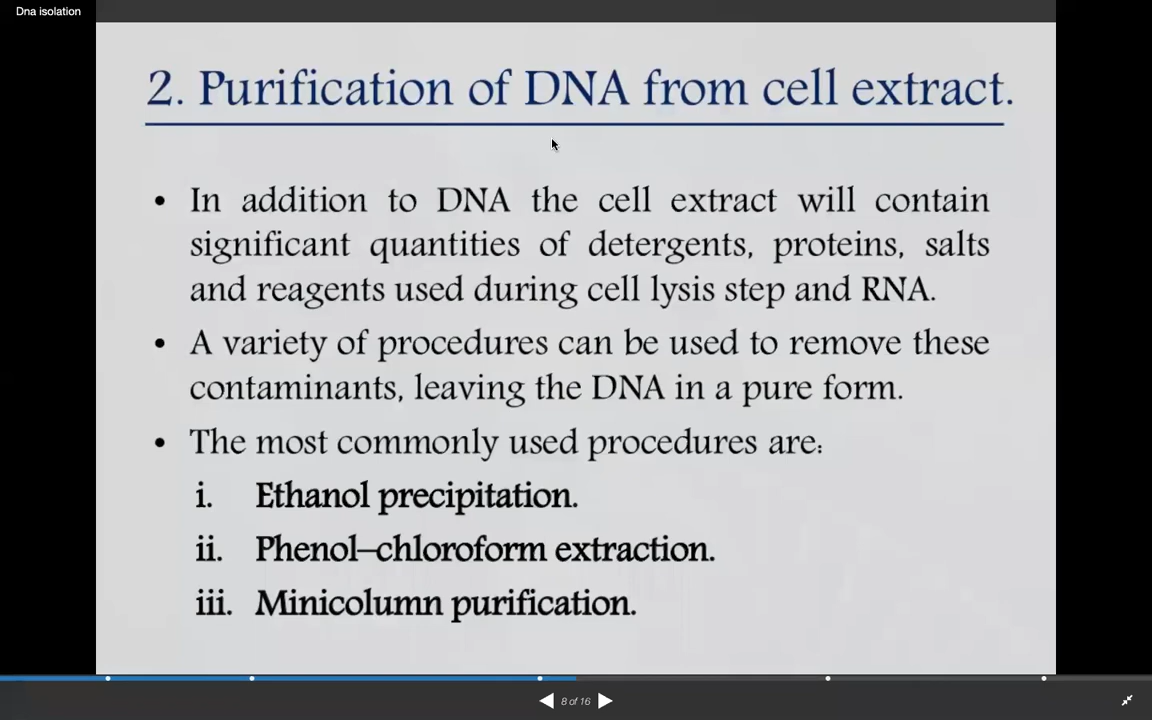 Dna isolation
2. Purification of DNA from cell extract.
• In addition to DNA the cell extract will contain
significant quantities of detergents, proteins, salts
and reagents used during cell lysis step and RNA.
• A variety of procedures can be used to remove these
contaminants, leaving the DNA in a pure form.
• The most commonly used procedures are:
i. Ethanol precipitation.
ii. Phenol–chloroform extraction.
iii. Minicolumn purification.
8 of 16